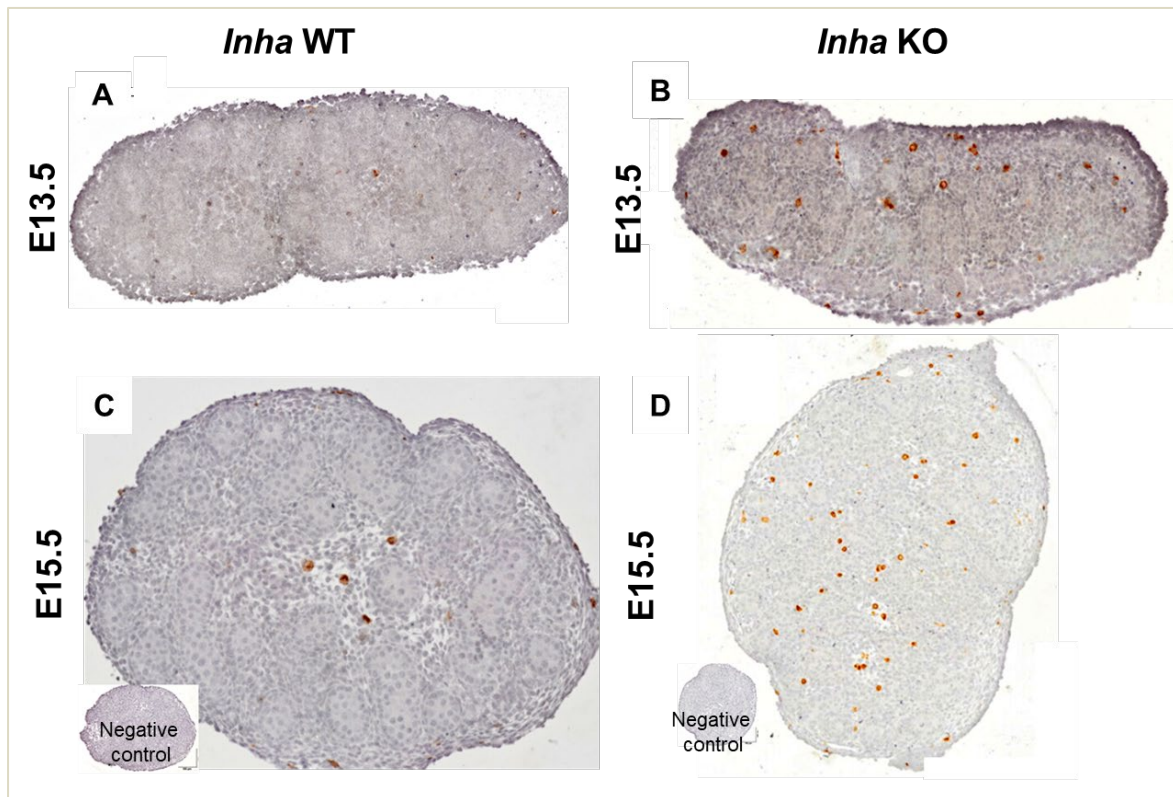 Inha WT
Inha KO
A
B
E13.5
E13.5
C
D
E15.5
E15.5
Negative
control
Negative
control